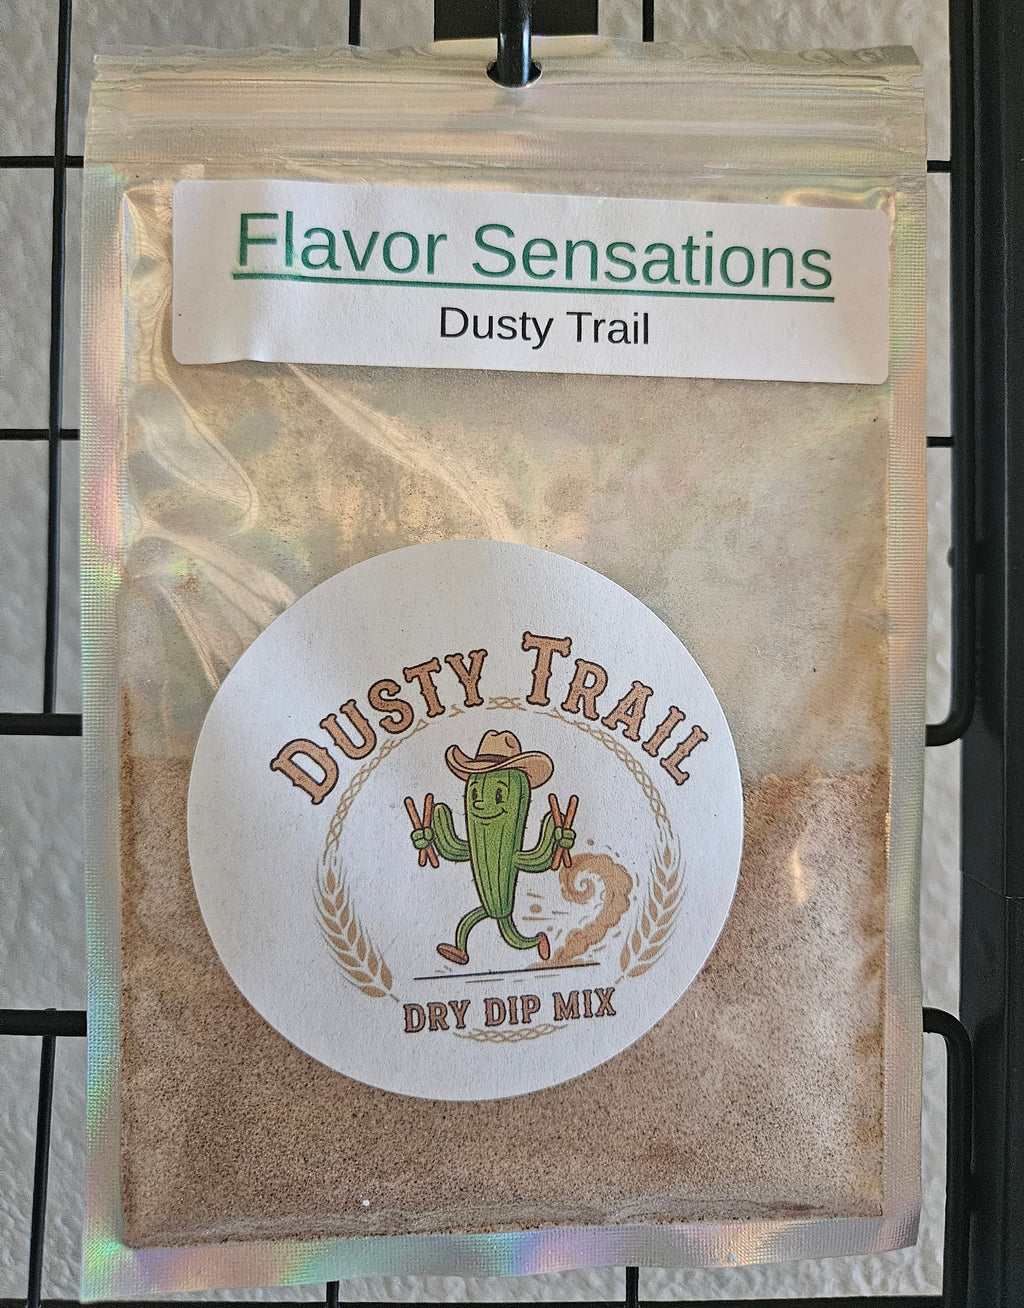 Flavor Sensations
Dusty Trail
DUSTY TRAIL
DRY DIP MIX